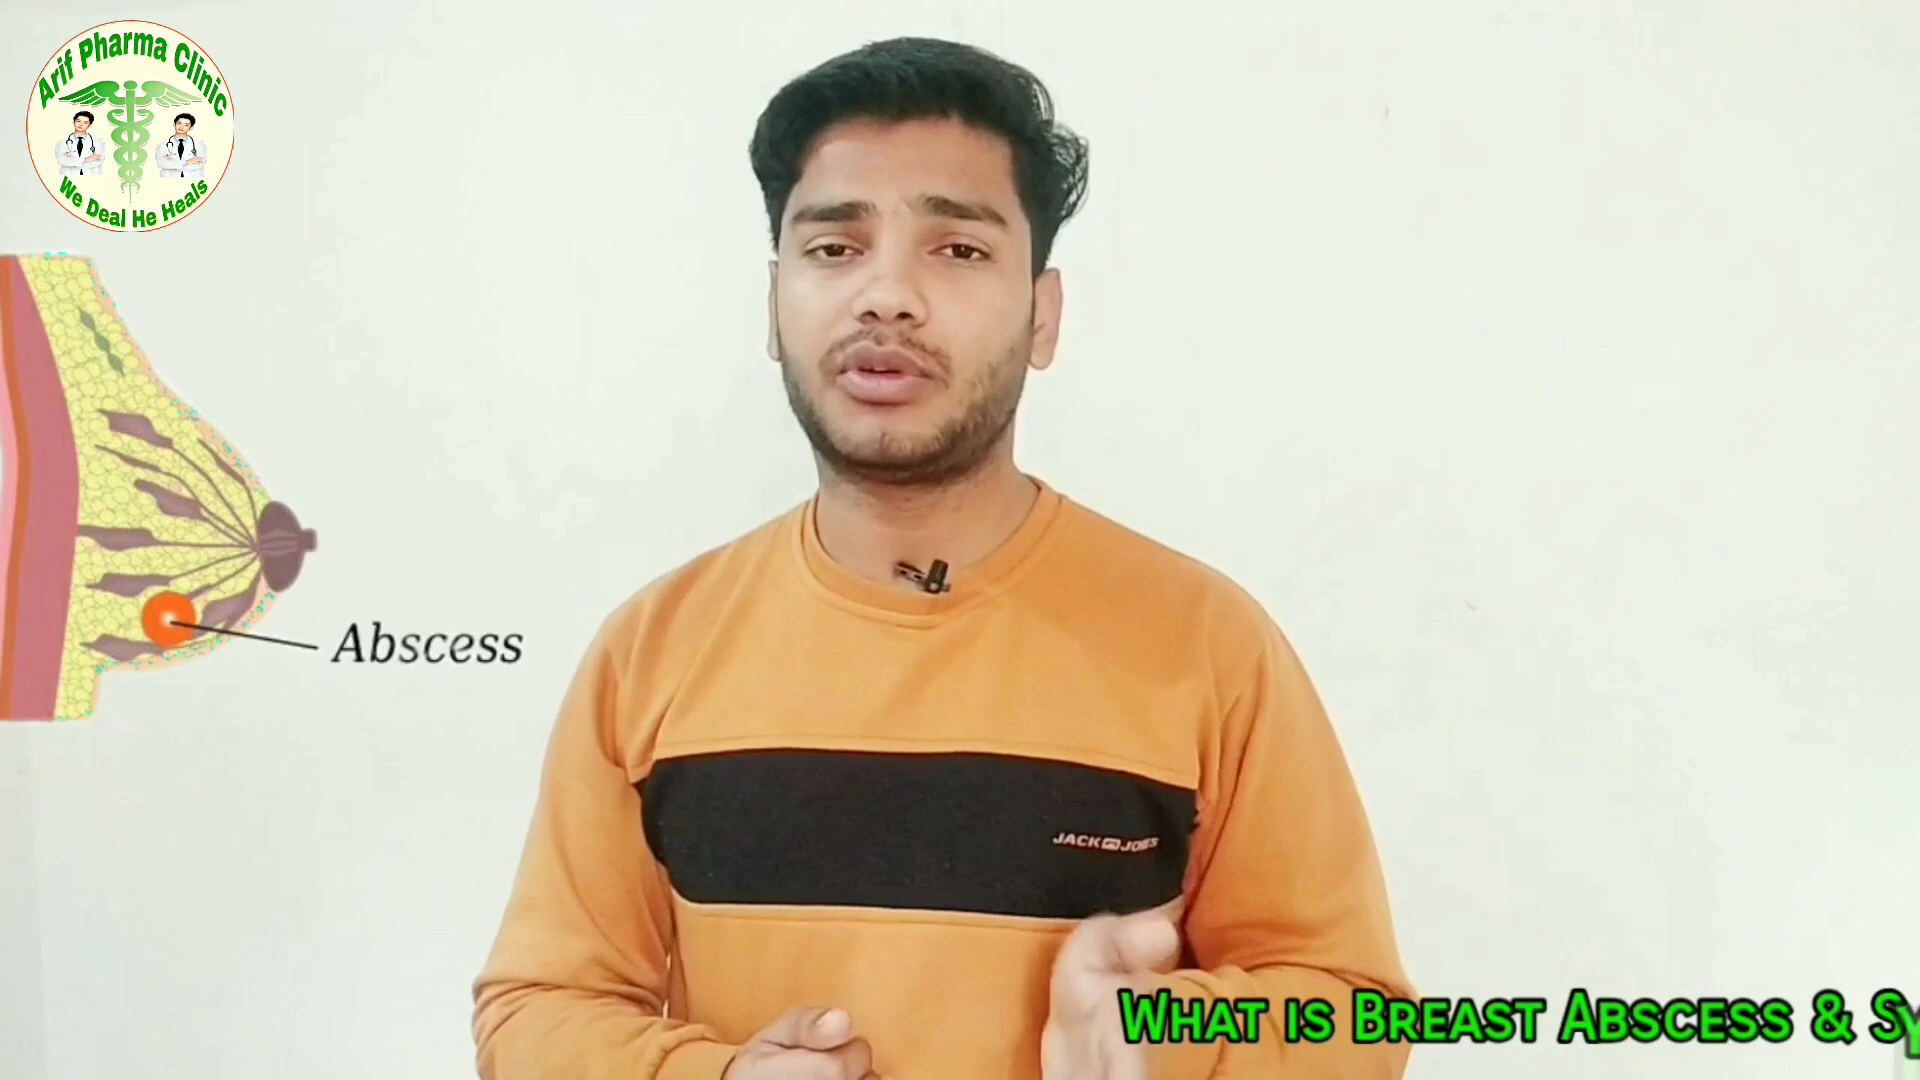 Arif Pharma Clinic
We Deal He Heals
Abscess
JACK JONES
WHAT IS BREAST ABSCESS & SY